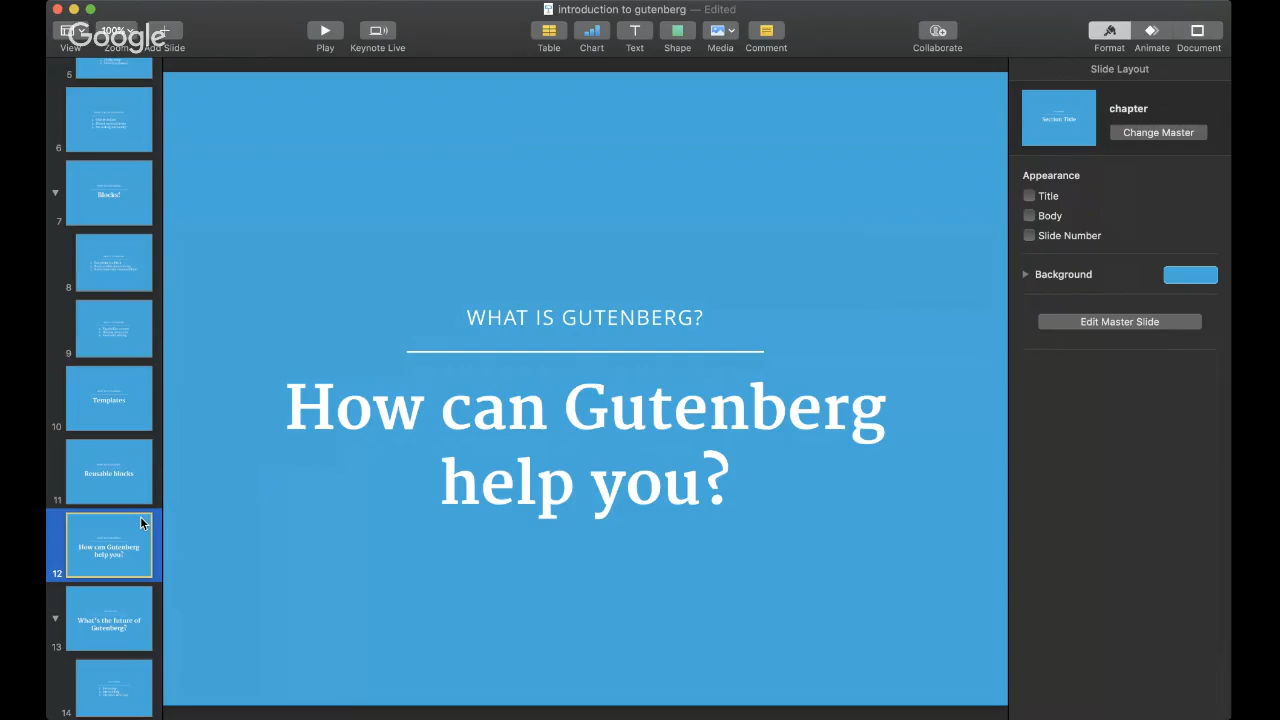 introduction to gutenberg — Edited
Google
100%
View Zoom Add Slide Play Keynote Live Table Chart Text Shape Media Comment Collaborate Format Animate Document
Slide Layout
chapter
Section Title
Change Master
Appearance
Title
Body
Slide Number
Background
Edit Master Slide
5
6
Blocks!
7
8
9
Templates
10
Reusable blocks
11
How can Gutenberg
help you?
12
What's the future of
Gutenberg?
13
14
WHAT IS GUTENBERG?
How can Gutenberg
help you?